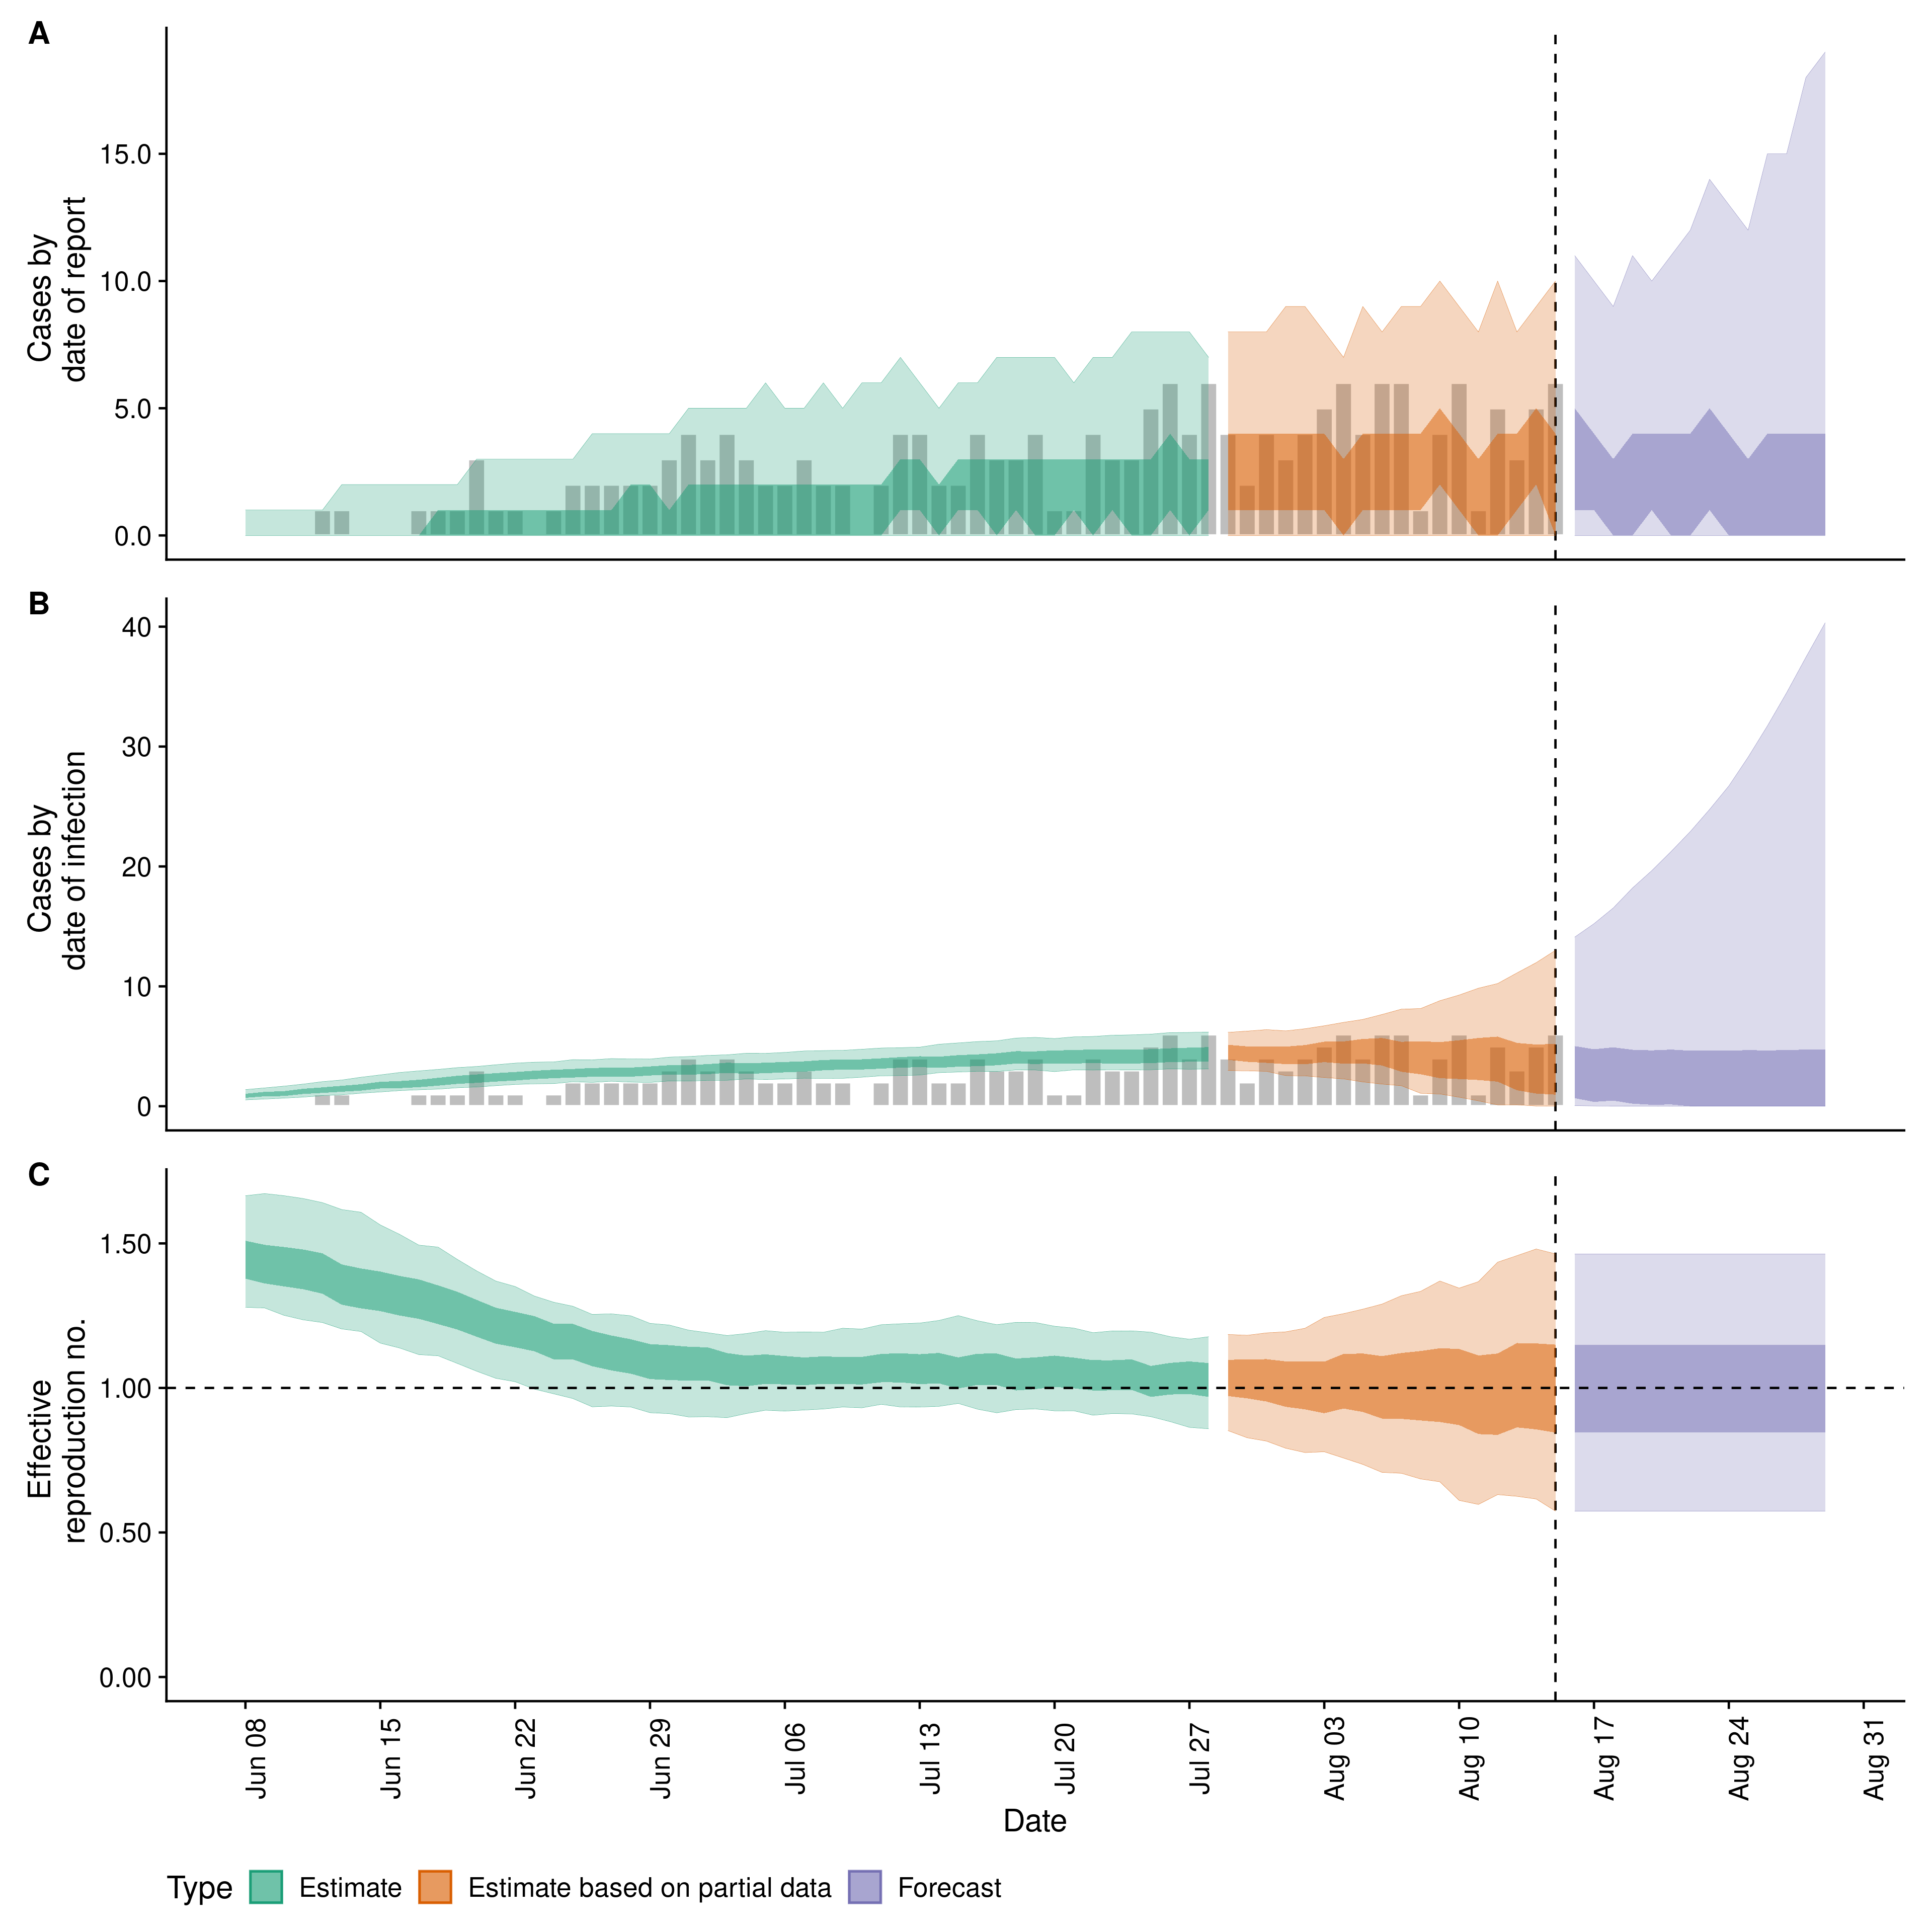 A
Cases by
date of report
15.0
10.0
5.0
0.0
B
Cases by
date of infection
40
30
20
10
0
C
Effective
reproduction no.
1.50
1.00
0.50
0.00
Jun 08
Jun 15
Jun 22
Jun 29
Jul 06
Jul 13
Jul 20
Jul 27
Aug 03
Aug 10
Aug 17
Aug 24
Aug 31
Date
Type Estimate Estimate based on partial data Forecast